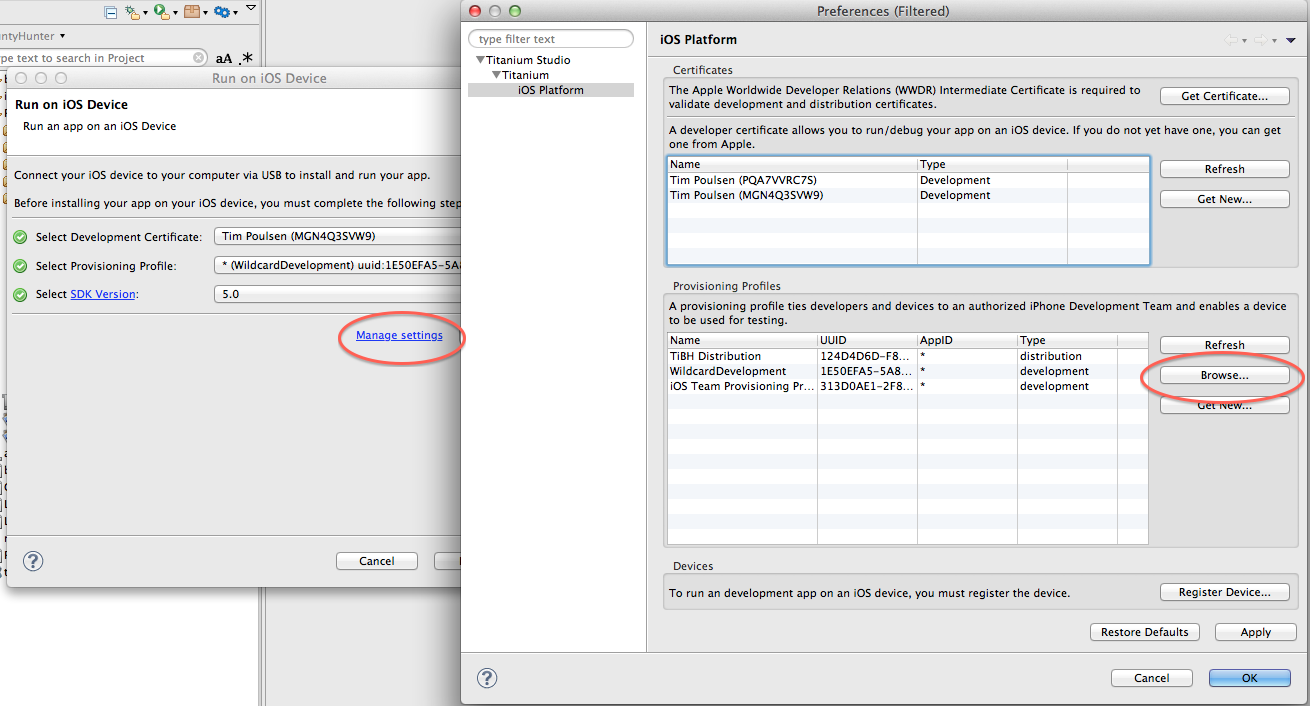 ntyHunter
pe text to search in Project
aA .*
Run on iOS Device
Run on iOS Device
Run an app on an iOS Device
Connect your iOS device to your computer via USB to install and run your app.
Before installing your app on your iOS device, you must complete the following step
Select Development Certificate: Tim Poulsen (MGN4Q3SVW9)
Select Provisioning Profile: * (WildcardDevelopment) uuid:1E50EFA5-5A8
Select SDK Version: 5.0
Manage settings
?
Cancel
Preferences (Filtered)
type filter text
Titanium Studio
Titanium
iOS Platform
iOS Platform
Certificates
The Apple Worldwide Developer Relations (WWDR) Intermediate Certificate is required to
validate development and distribution certificates.
Get Certificate...
A developer certificate allows you to run/debug your app on an iOS device. If you do not yet have one, you can get
one from Apple.
Name Type
Tim Poulsen (PQA7VVRC7S) Development
Tim Poulsen (MGN4Q3SVW9) Development
Refresh
Get New...
Provisioning Profiles
A provisioning profile ties developers and devices to an authorized iPhone Development Team and enables a device
to be used for testing.
Name UUID AppID Type
TiBH Distribution 124D4D6D-F8... * distribution
WildcardDevelopment 1E50EFA5-5A8... * development
iOS Team Provisioning Pr... 313D0AE1-2F8... * development
Refresh
Browse...
Get New...
Devices
To run an development app on an iOS device, you must register the device.
Register Device...
Restore Defaults Apply
?
Cancel OK